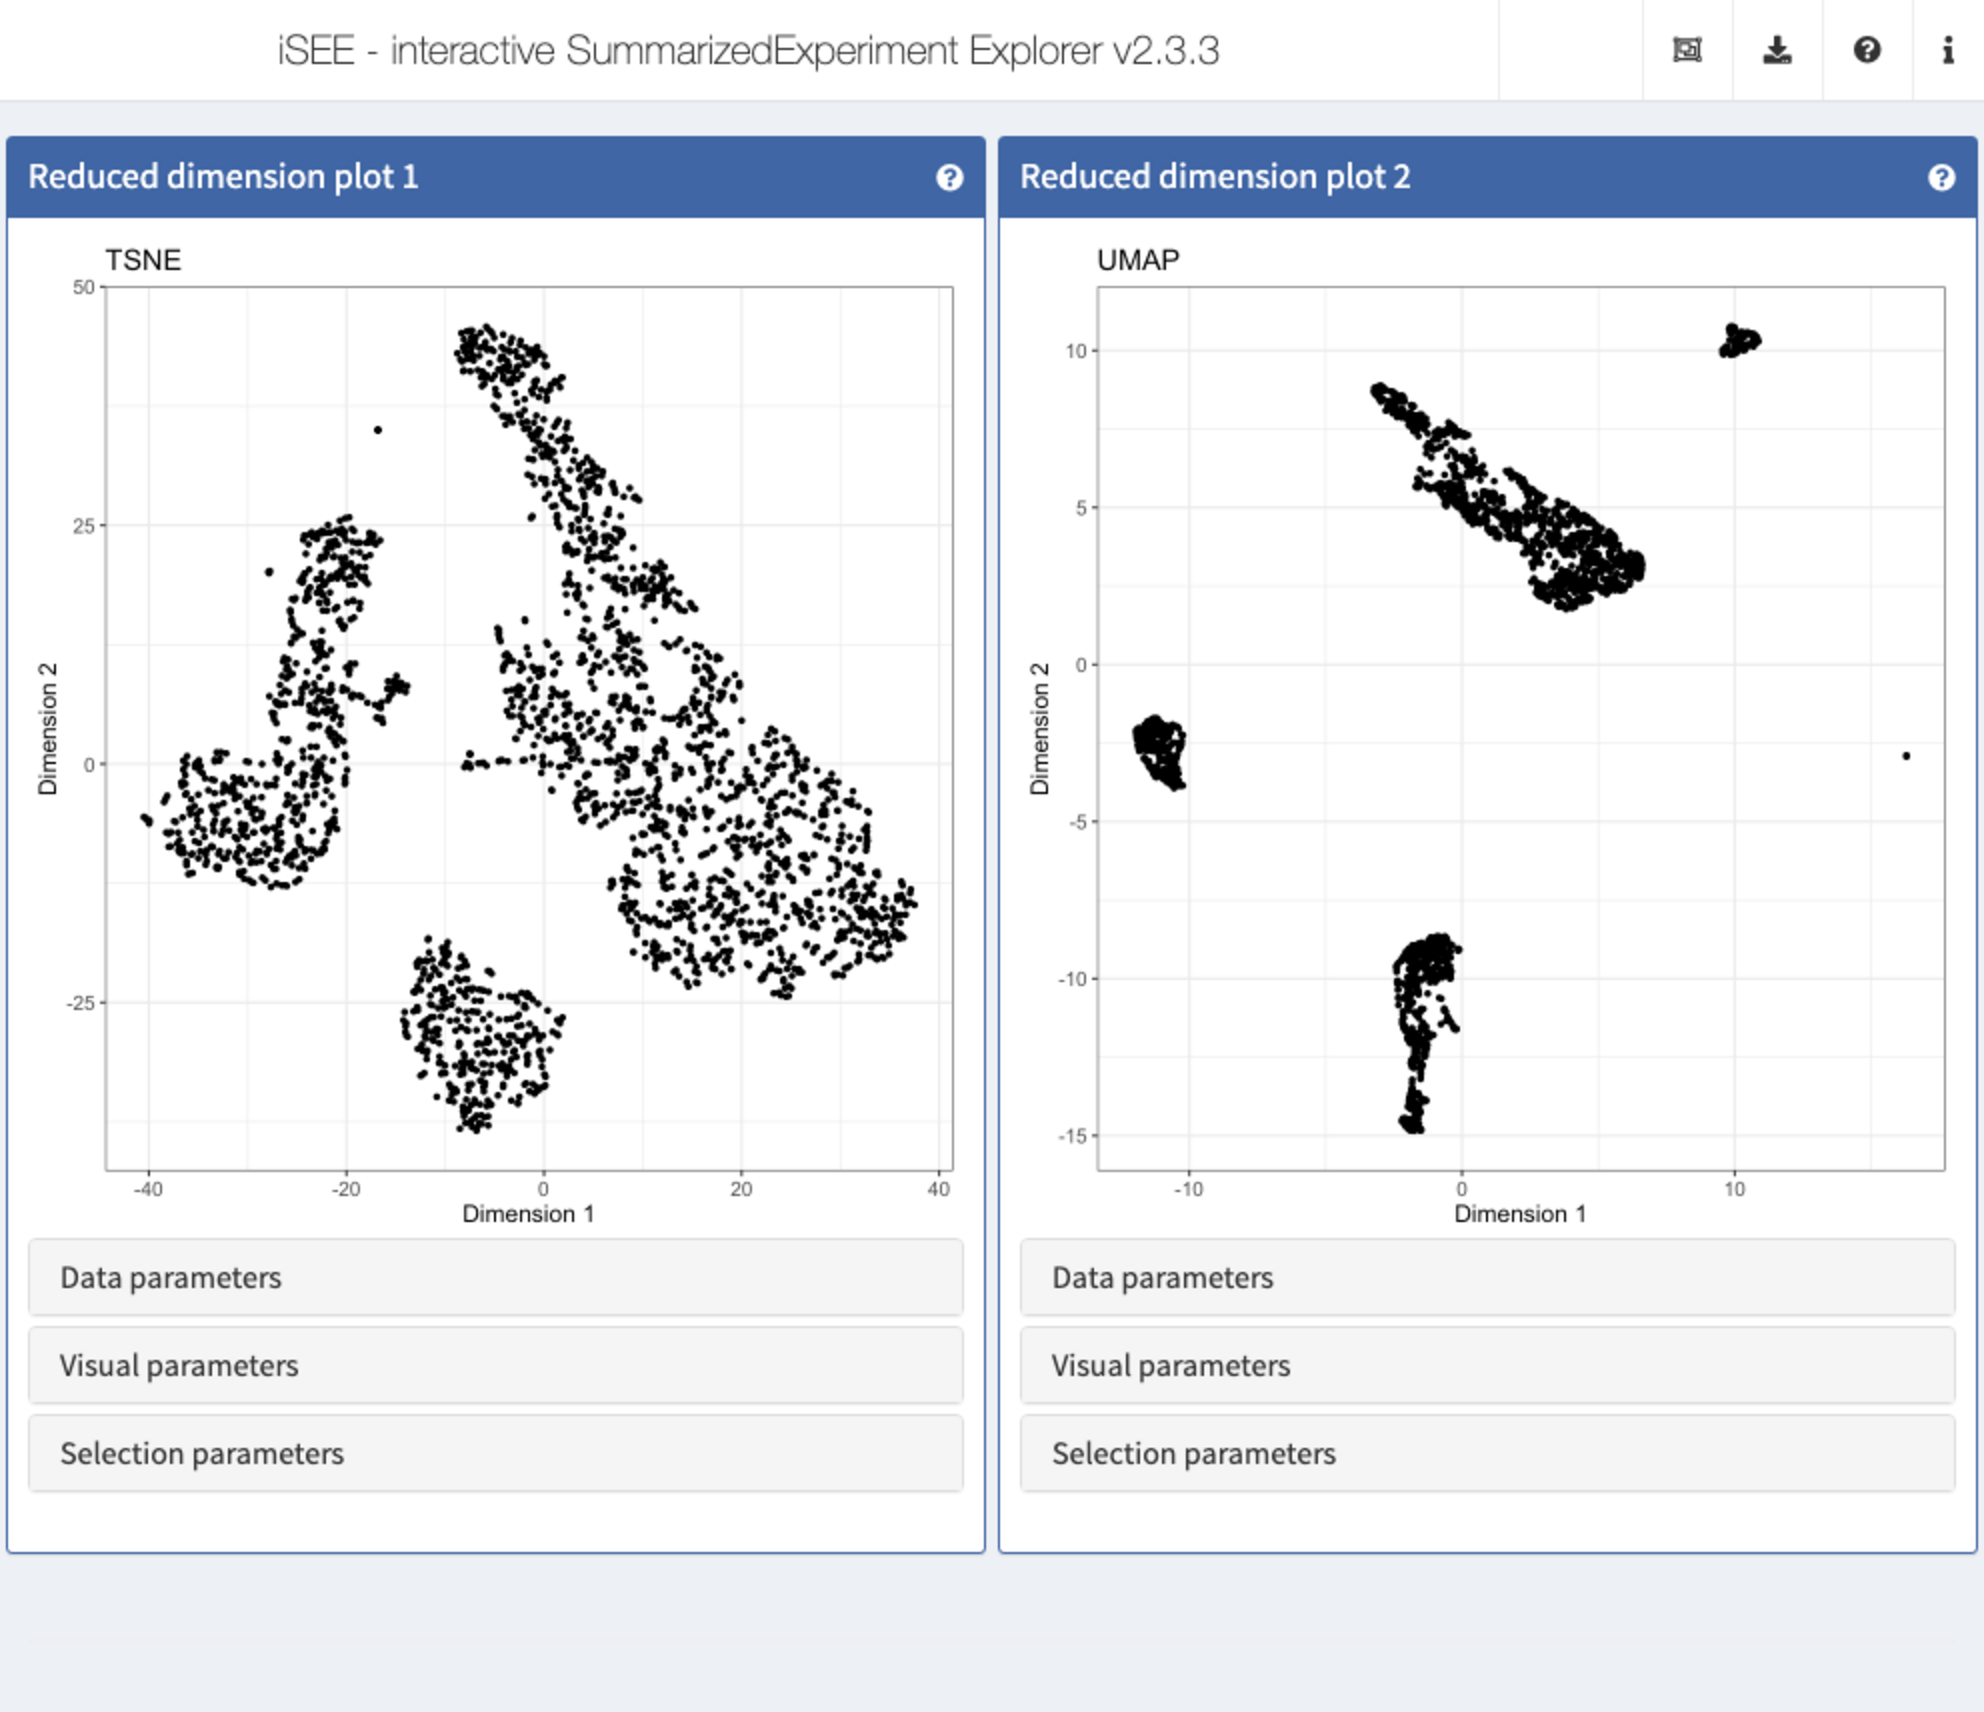 iSEE - interactive SummarizedExperiment Explorer v2.3.3
Reduced dimension plot 1
TSNE
50
25
0
-25
Dimension 2
-40 -20 0 20 40
Dimension 1
Data parameters
Visual parameters
Selection parameters
Reduced dimension plot 2
UMAP
10
5
0
-5
-10
-15
Dimension 2
-10 0 10
Dimension 1
Data parameters
Visual parameters
Selection parameters